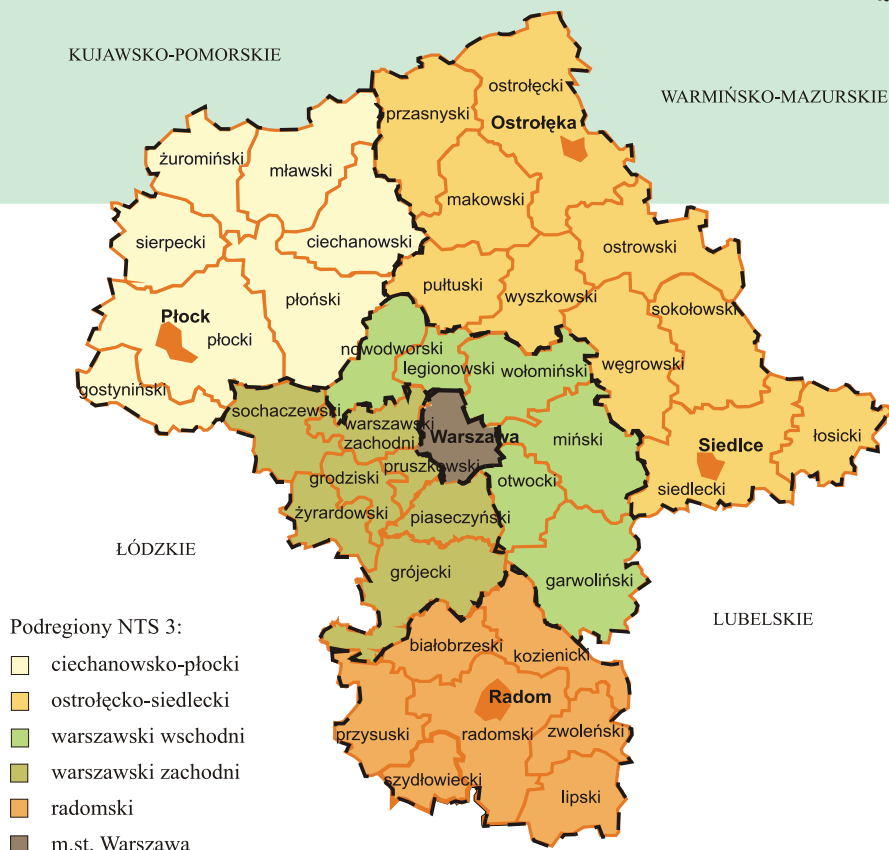 KUJAWSKO-POMORSKIE
WARMIŃSKO-MAZURSKIE
ostrołęcki
przasnyski
Ostrołęka
żuromiński
mławski
makowski
sierpecki
ciechanowski
ostrowski
płoński
pułtuski
wyszkowski
sokołowski
Płock
płocki
nowodworski
legionowski
wołomiński
węgrowski
gostyniński
sochaczewski
warszawski
zachodni
Warszawa
miński
Siedlce
łosicki
pruszkowski
grodziski
otwocki
siedlecki
żyrardowski
piaseczyński
ŁÓDZKIE
grójecki
garwoliński
LUBELSKIE
Podregiony NTS 3:
ciechanowsko-płocki
ostrołęcko-siedlecki
warszawski wschodni
warszawski zachodni
radomski
m.st. Warszawa
białobrzeski
kozienicki
Radom
przysuski
radomski
zwoleński
szydłowiecki
lipski